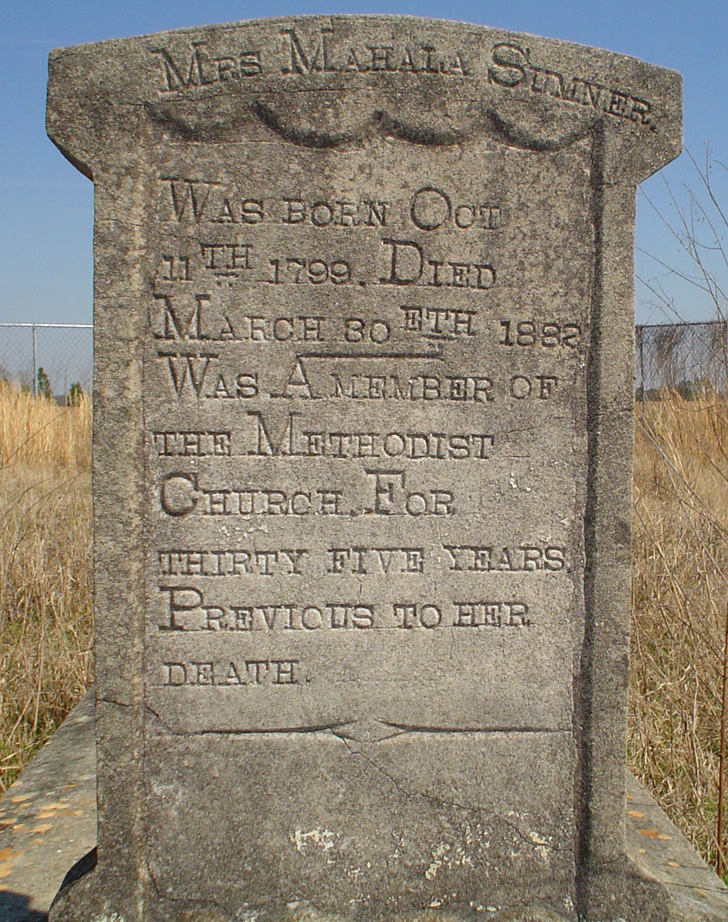 Mrs Mahala Sumner.
Was born Oct
11TH 1799. Died
March 30ETH 1882
Was A member of
the Methodist
Church. For
thirty five years
Previous to her
death.